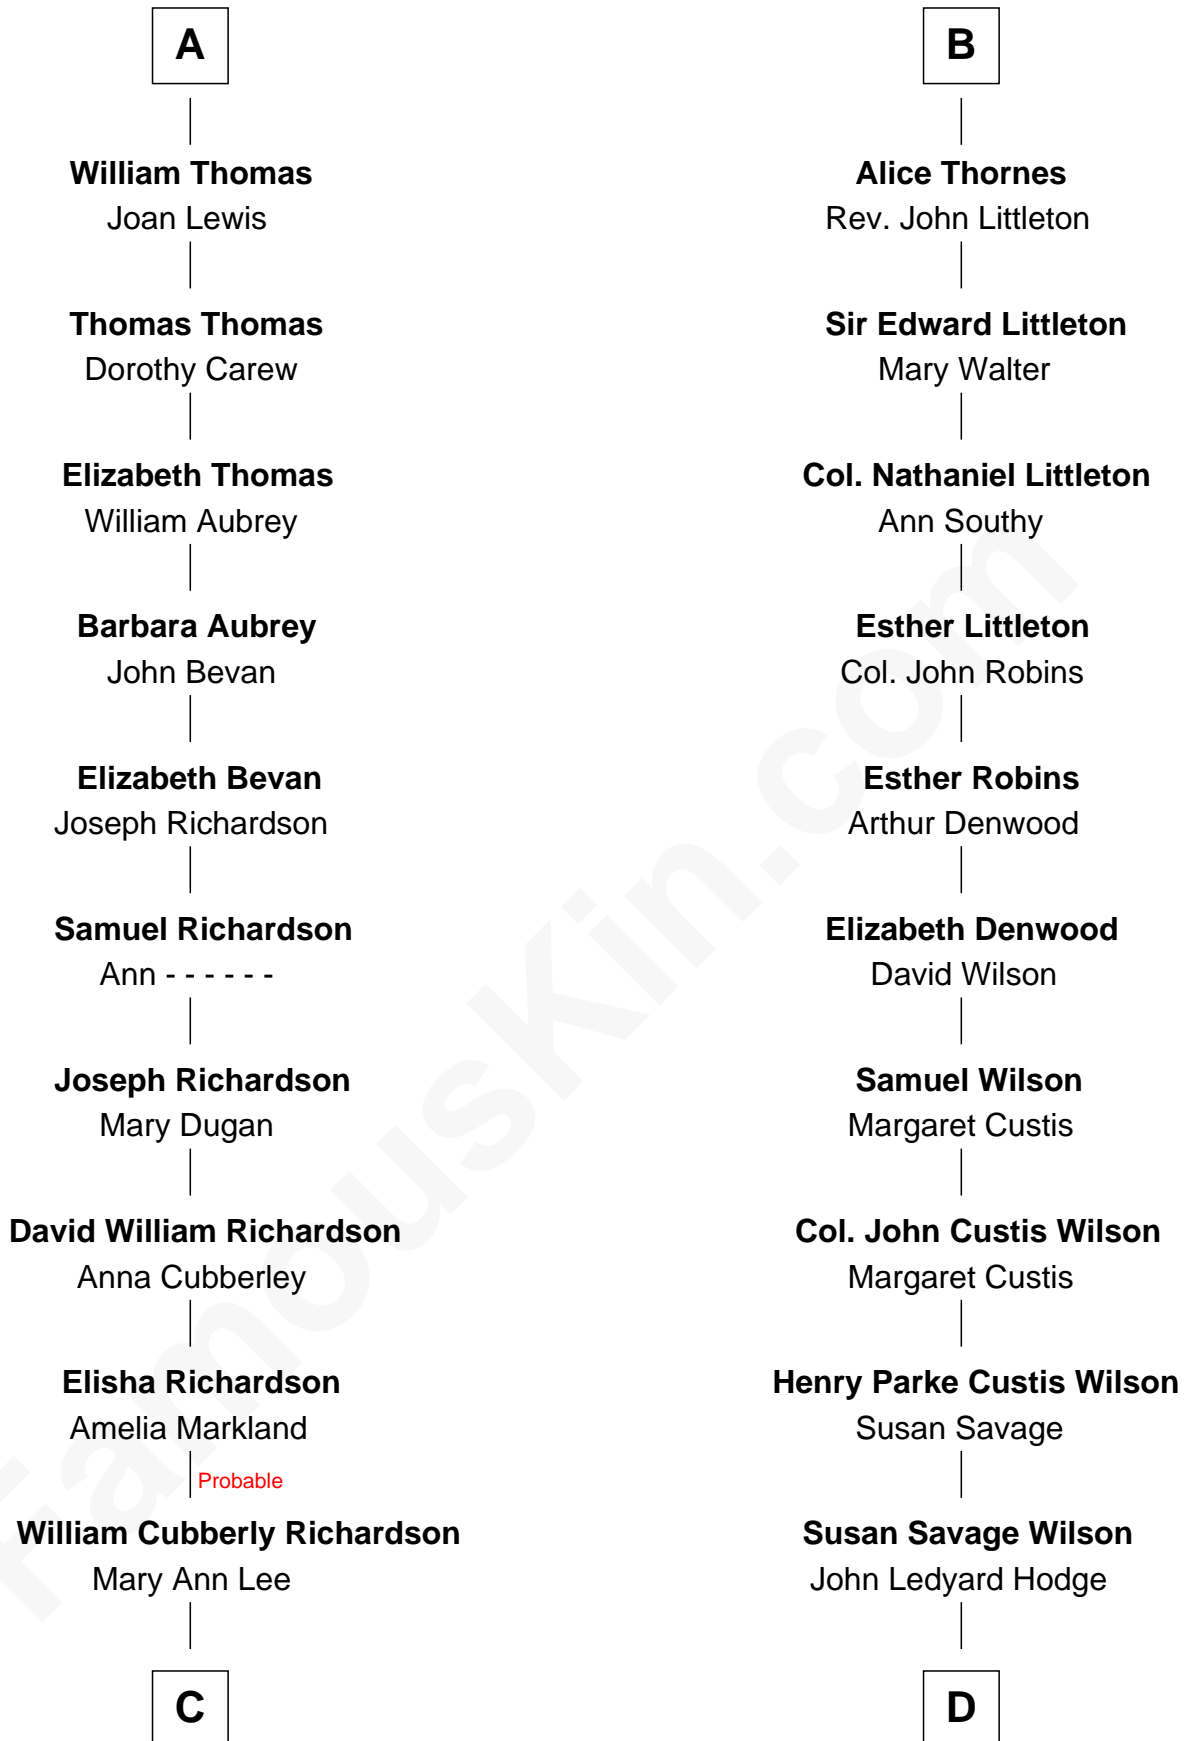 A
William Thomas
Joan Lewis
Thomas Thomas
Dorothy Carew
Elizabeth Thomas
William Aubrey
Barbara Aubrey
John Bevan
Elizabeth Bevan
Joseph Richardson
Samuel Richardson
Ann - - - - - -
Joseph Richardson
Mary Dugan
David William Richardson
Anna Cubberley
Elisha Richardson
Amelia Markland
Probable
William Cubberly Richardson
Mary Ann Lee
C
B
Alice Thornes
Rev. John Littleton
Sir Edward Littleton
Mary Walter
Col. Nathaniel Littleton
Ann Southy
Esther Littleton
Col. John Robins
Esther Robins
Arthur Denwood
Elizabeth Denwood
David Wilson
Samuel Wilson
Margaret Custis
Col. John Custis Wilson
Margaret Custis
Henry Parke Custis Wilson
Susan Savage
Susan Savage Wilson
John Ledyard Hodge
D
FamousKin.com